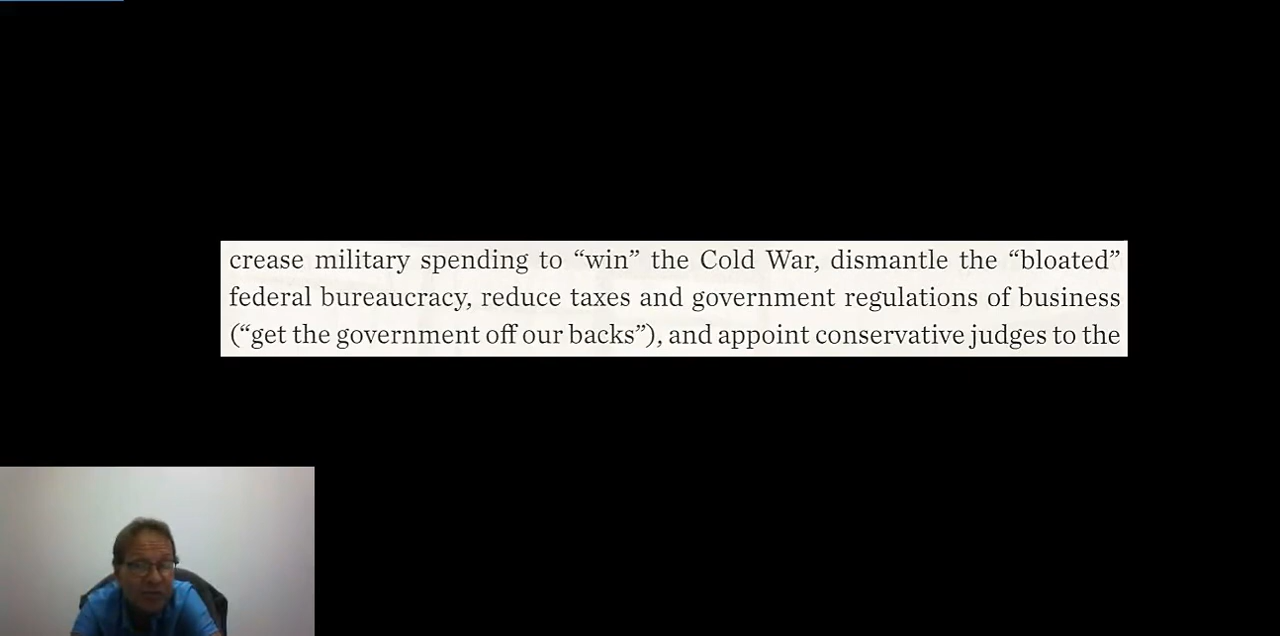 crease military spending to “win” the Cold War, dismantle the “bloated”
federal bureaucracy, reduce taxes and government regulations of business
(“get the government off our backs”), and appoint conservative judges to the